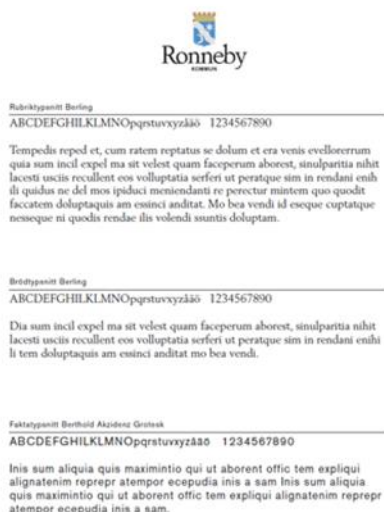 Ronneby
KOMMUN
Rubriktypsnitt Berling
ABCDEFGHILKLMNOpqrstuvxyzåäö 1234567890
Tempedis reped et, cum ratem reptatus se dolum et era venis evellorerrum
quia sum incil expel ma sit velest quam faceperum aborest, sinulparitia nihit
lacesti usciis recullent eos volluptatia serferi ut peratque sim in rendani enih
ili quidus ne del mos ipiduci meniendanti re perectur mintem quo quodit
faccatem doluptaquis am essinci anditat. Mo bea vendi id eseque cuptatque
nesseque ni quodis rendae ilis volendi ssuntis doluptam.
Brödtypsnitt Berling
ABCDEFGHILKLMNOpqrstuvxyzåäö 1234567890
Dia sum incil expel ma sit velest quam faceperum aborest, sinulparitia nihit
lacesti usciis recullent eos volluptatia serferi ut peratque sim in rendani enihi
li tem doluptaquis am essinci anditat mo bea vendi.
Faktatypsnitt Berthold Akzidenz Grotesk
ABCDEFGHILKLMNOpqrstuvxyzåäö 1234567890
Inis sum aliquia quis maximintio qui ut aborent offic tem expliqui
alignatenim reprepr atempor ecepudia inis a sam Inis sum aliquia
quis maximintio qui ut aborent offic tem expliqui alignatenim reprepr
atempor ecepudia inis a sam.